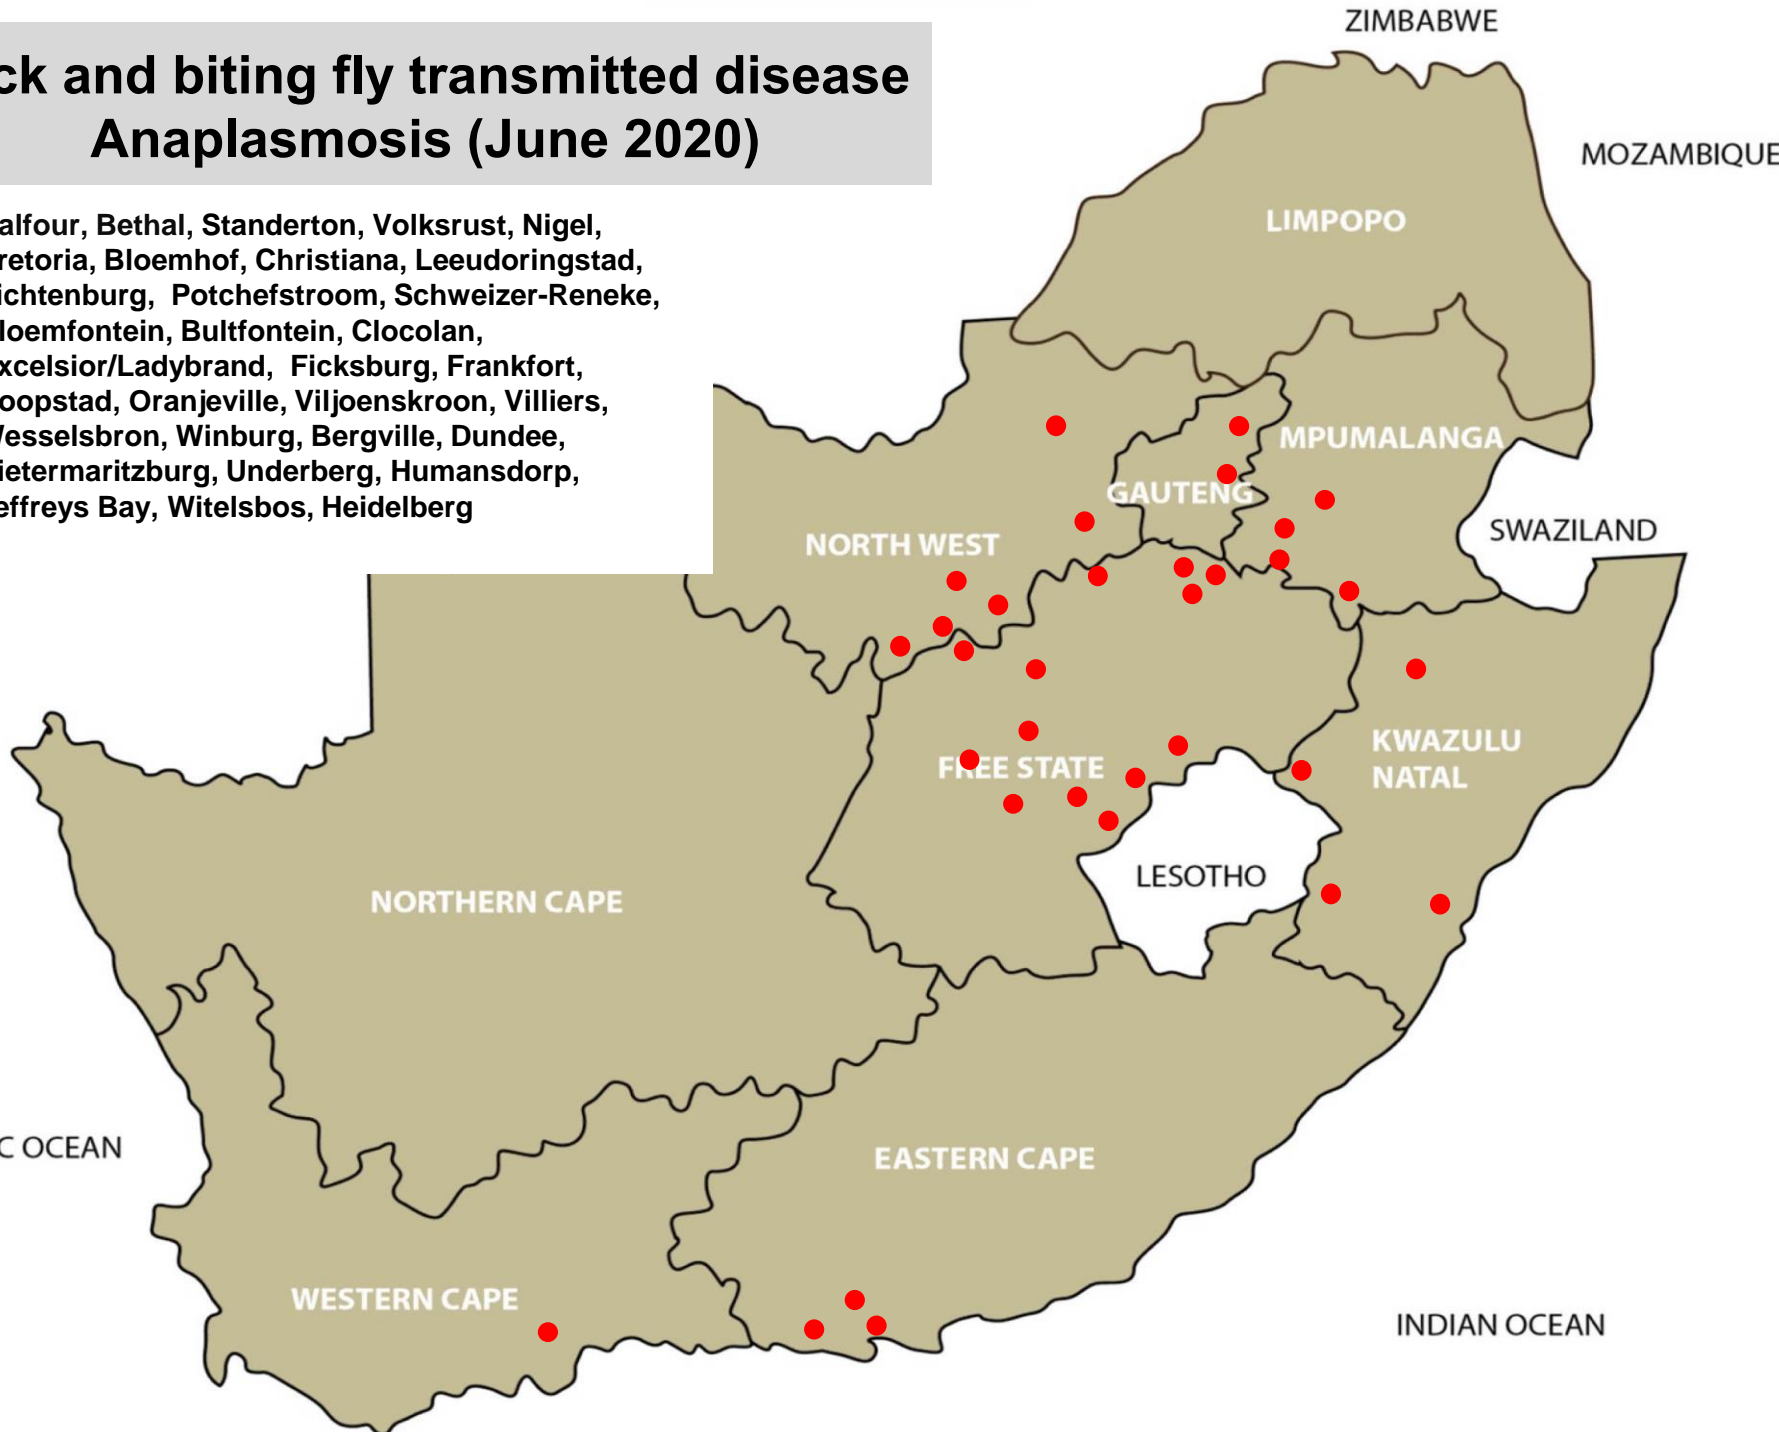 ck and biting fly transmitted disease
Anaplasmosis (June 2020)
alfour, Bethal, Standerton, Volksrust, Nigel,
retoria, Bloemhof, Christiana, Leeudoringstad,
ichtenburg, Potchefstroom, Schweizer-Reneke,
loemfontein, Bultfontein, Clocolan,
xcelsior/Ladybrand, Ficksburg, Frankfort,
oopstad, Oranjeville, Viljoenskroon, Villiers,
esselsbron, Winburg, Bergville, Dundee,
ietermaritzburg, Underberg, Humansdorp,
effreys Bay, Witelsbos, Heidelberg
ZIMBABWE
MOZAMBIQUE
LIMPOPO
MPUMALANGA
GAUTENG
SWAZILAND
NORTH WEST
KWAZULU
NATAL
FREE STATE
LESOTHO
NORTHERN CAPE
C OCEAN
EASTERN CAPE
WESTERN CAPE
INDIAN OCEAN